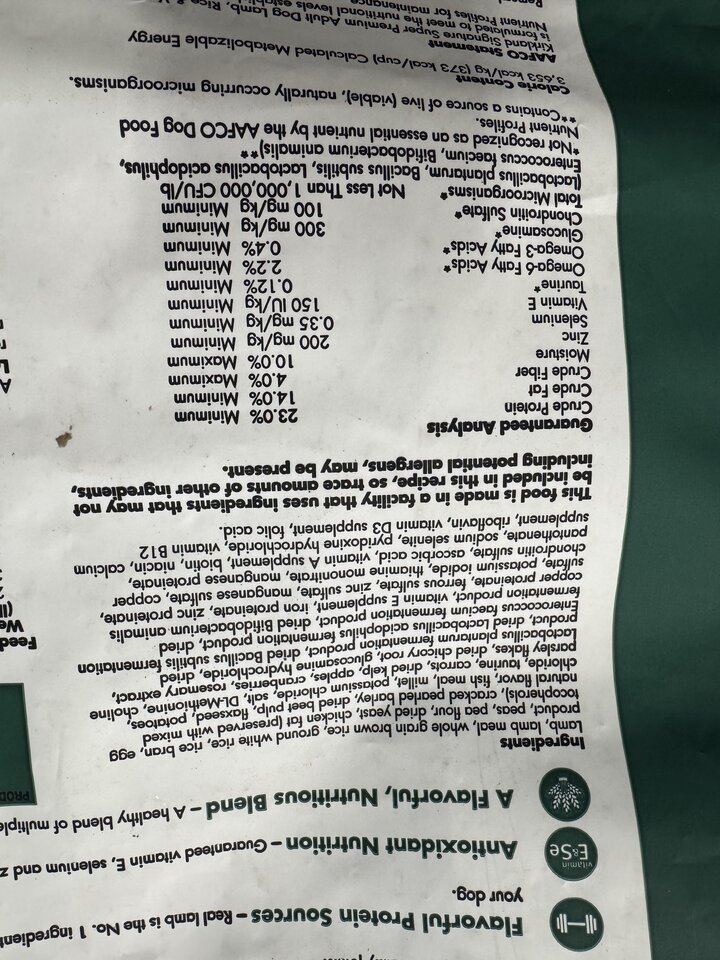 Flavorful Protein Sources – Real lamb is the No. 1 ingredient
your dog.
vitamin
E&Se
Antioxidant Nutrition – Guaranteed vitamin E, selenium and z
A Flavorful, Nutritious Blend – A healthy blend of multiple
Ingredients
Lamb, lamb meal, whole grain brown rice, ground white rice, rice bran, egg
product, peas, pea flour, dried yeast, chicken fat (preserved with mixed
tocopherols), cracked pearled barley, dried beet pulp, flaxseed, potatoes,
natural flavor, fish meal, millet, potassium chloride, salt, DL-Methionine, choline
chloride, taurine, carrots, dried kelp, apples, cranberries, rosemary extract,
parsley flakes, dried chicory root, glucosamine hydrochloride, dried
Lactobacillus plantarum fermentation product, dried Bacillus subtilis fermentation
product, dried Lactobacillus acidophilus fermentation product, dried
Enterococcus faecium fermentation product, dried Bifidobacterium animalis
fermentation product, vitamin E supplement, iron proteinate, zinc proteinate,
copper proteinate, ferrous sulfate, zinc sulfate, manganese sulfate, copper
sulfate, potassium iodide, thiamine mononitrate, manganese proteinate,
chondroitin sulfate, ascorbic acid, vitamin A supplement, biotin, niacin, calcium
pantothenate, sodium selenite, pyridoxine hydrochloride, vitamin B12
supplement, riboflavin, vitamin D3 supplement, folic acid.
This food is made in a facility that uses ingredients that may not
be included in this recipe, so trace amounts of other ingredients,
including potential allergens, may be present.
Guaranteed Analysis
Crude Protein 23.0% Minimum
Crude Fat 14.0% Minimum
Crude Fiber 4.0% Maximum
Moisture 10.0% Maximum
Zinc 200 mg/kg Minimum
Selenium 0.35 mg/kg Minimum
Vitamin E 150 IU/kg Minimum
Taurine* 0.12% Minimum
Omega-6 Fatty Acids* 2.2% Minimum
Omega-3 Fatty Acids* 0.4% Minimum
Glucosamine* 300 mg/kg Minimum
Chondroitin Sulfate* 100 mg/kg Minimum
Total Microorganisms* Not Less Than 1,000,000 CFU/lb
(Lactobacillus plantarum, Bacillus subtilis, Lactobacillus acidophilus,
Enterococcus faecium, Bifidobacterium animalis)**
*Not recognized as an essential nutrient by the AAFCO Dog Food
Nutrient Profiles.
**Contains a source of live (viable), naturally occurring microorganisms.
Calorie Content
3,653 kcal/kg (373 kcal/cup) Calculated Metabolizable Energy
AAFCO Statement
Kirkland Signature Super Premium Adult Dog Lamb, Rice &
is formulated to meet the nutritional levels
Nutrient Profiles for maintenance
PROD
Feed